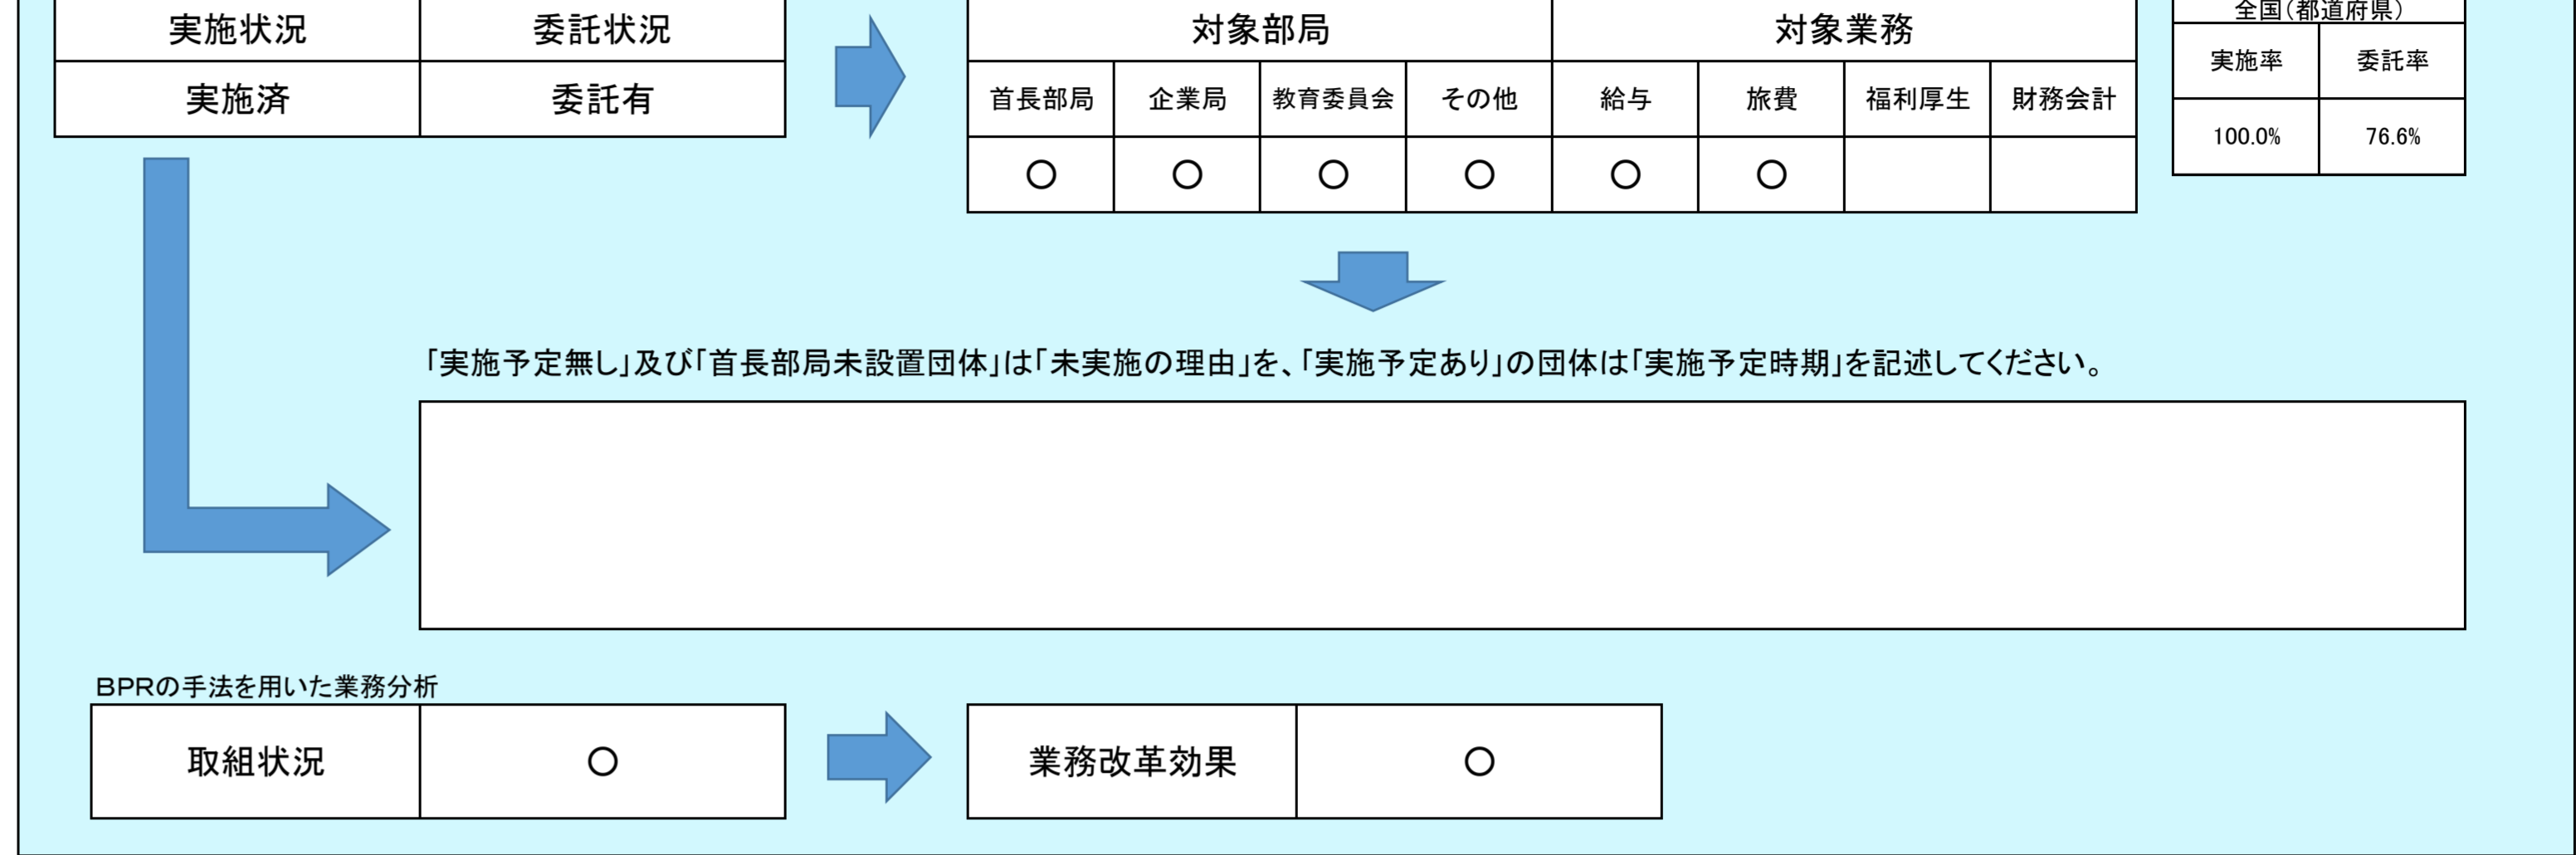 実施状況 委託状況
実施済 委託有
対象部局 対象業務
首長部局 企業局 教育委員会 その他 給与 旅費 福利厚生 財務会計
○ ○ ○ ○ ○ ○
全国（都道府県）
実施率 委託率
100.0% 76.6%
「実施予定無し」及び「首長部局未設置団体」は「未実施の理由」を、「実施予定あり」の団体は「実施予定時期」を記述してください。
BPRの手法を用いた業務分析
取組状況 ○
業務改革効果 ○